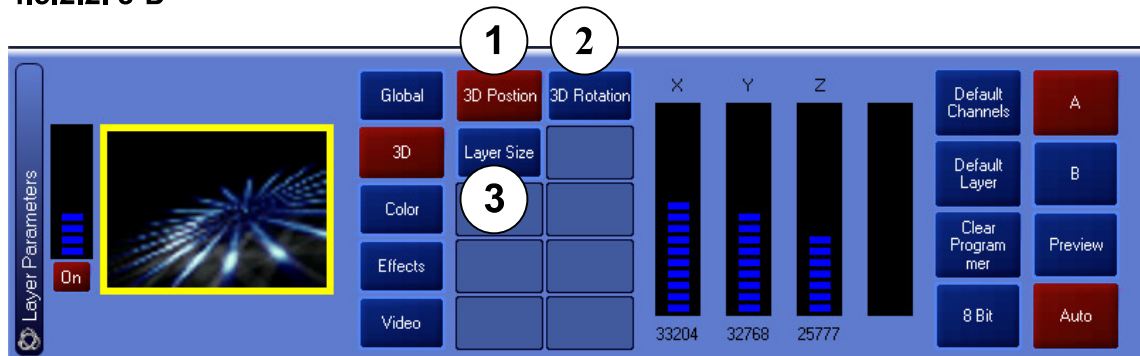 1
2
Layer Parameters
On
Global
3D Postion
3D Rotation
X
Y
Z
Default
Channels
A
3D
Layer Size
Default
Layer
B
Color
3
Clear
Program
mer
Preview
Effects
Video
33204
32768
25777
8 Bit
Auto